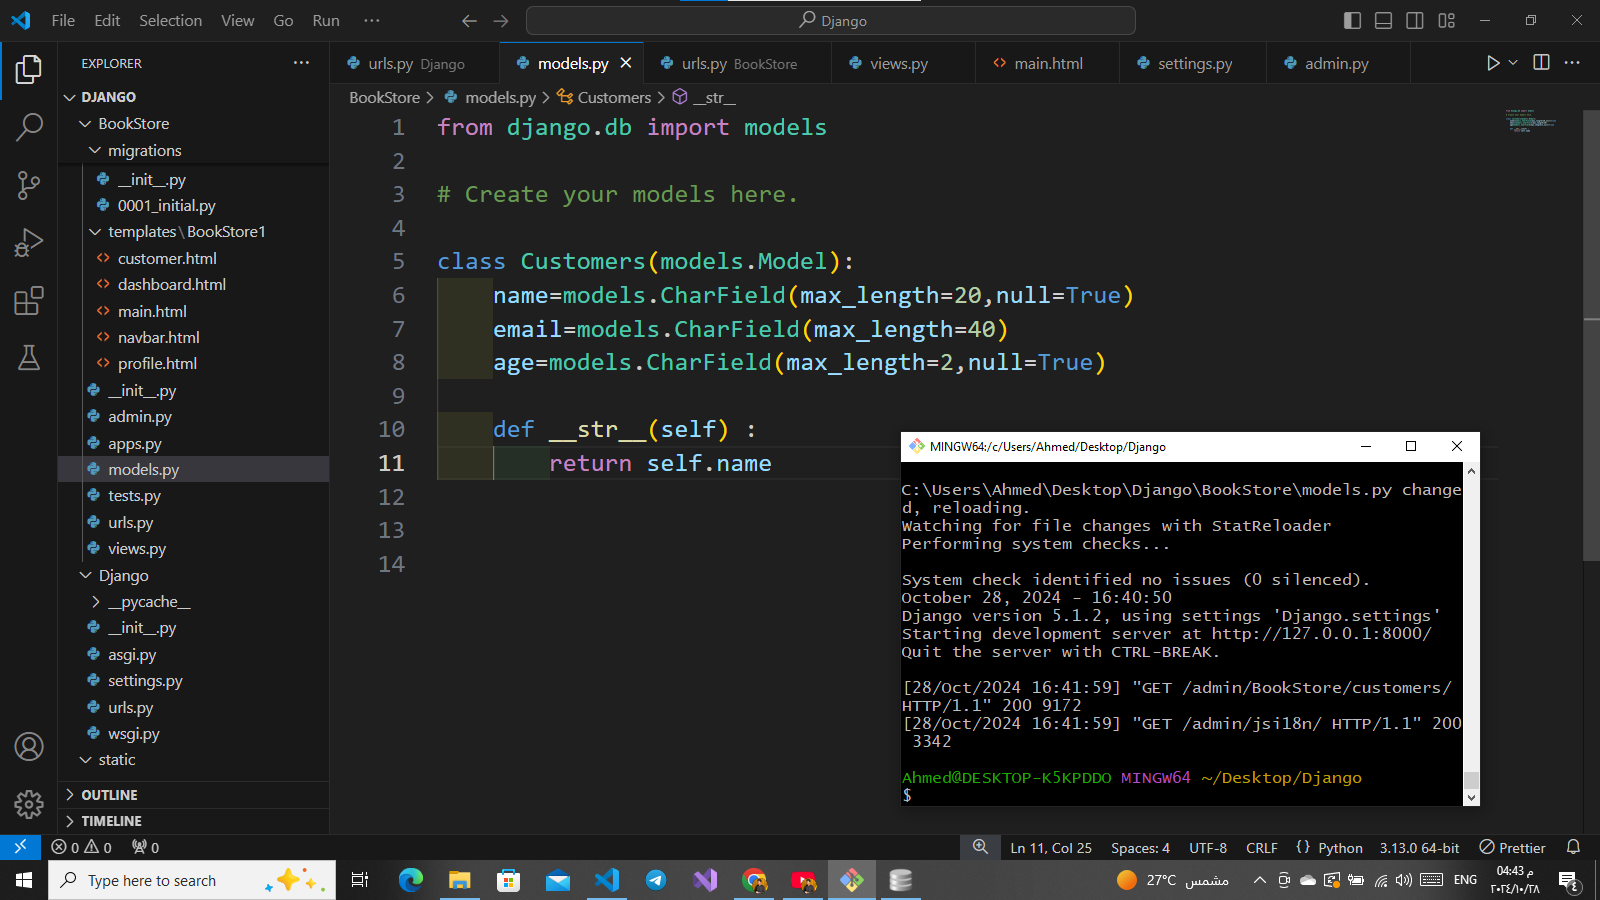 File Edit Selection View Go Run ···
Django
EXPLORER ···
DJANGO
BookStore
migrations
__init__.py
0001_initial.py
templates\BookStore1
customer.html
dashboard.html
main.html
navbar.html
profile.html
__init__.py
admin.py
apps.py
models.py
tests.py
urls.py
views.py
Django
__pycache__
__init__.py
asgi.py
settings.py
urls.py
wsgi.py
static
OUTLINE
TIMELINE
urls.py Django models.py urls.py BookStore views.py main.html settings.py admin.py
BookStore > models.py > Customers > __str__
1 from django.db import models
2
3 # Create your models here.
4
5 class Customers(models.Model):
6 name=models.CharField(max_length=20,null=True)
7 email=models.CharField(max_length=40)
8 age=models.CharField(max_length=2,null=True)
9
10 def __str__(self) :
11 return self.name
12
13
14
MINGW64:/c/Users/Ahmed/Desktop/Django
C:\Users\Ahmed\Desktop\Django\BookStore\models.py change
d, reloading.
Watching for file changes with StatReloader
Performing system checks...
System check identified no issues (0 silenced).
October 28, 2024 - 16:40:50
Django version 5.1.2, using settings 'Django.settings'
Starting development server at http://127.0.0.1:8000/
Quit the server with CTRL-BREAK.
[28/Oct/2024 16:41:59] "GET /admin/BookStore/customers/
HTTP/1.1" 200 9172
[28/Oct/2024 16:41:59] "GET /admin/jsi18n/ HTTP/1.1" 200
3342
Ahmed@DESKTOP-K5KPDDO MINGW64 ~/Desktop/Django
$
0 0 0 Ln 11, Col 25 Spaces: 4 UTF-8 CRLF {} Python 3.13.0 64-bit Prettier
Type here to search 27°C مشمس ENG 04:43 م
٢٠٢٤/١٠/٢٨ ٤